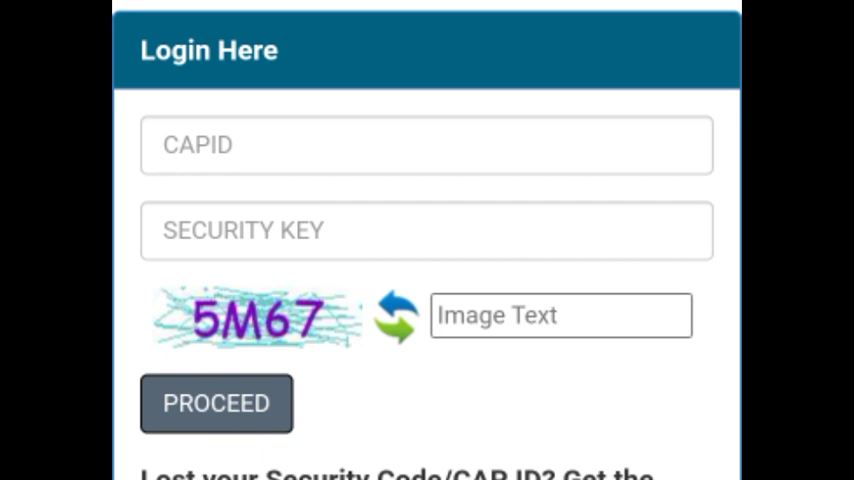 Login Here
CAPID
SECURITY KEY
5M67
Image Text
PROCEED
Lost your Security Code/CAP ID? Get the